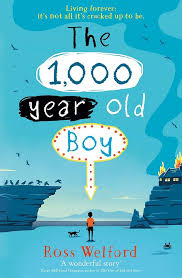 Living forever:
it's not all it's cracked up to be.
The
1,000
year old
Boy
Ross Welford
'A wonderful story'